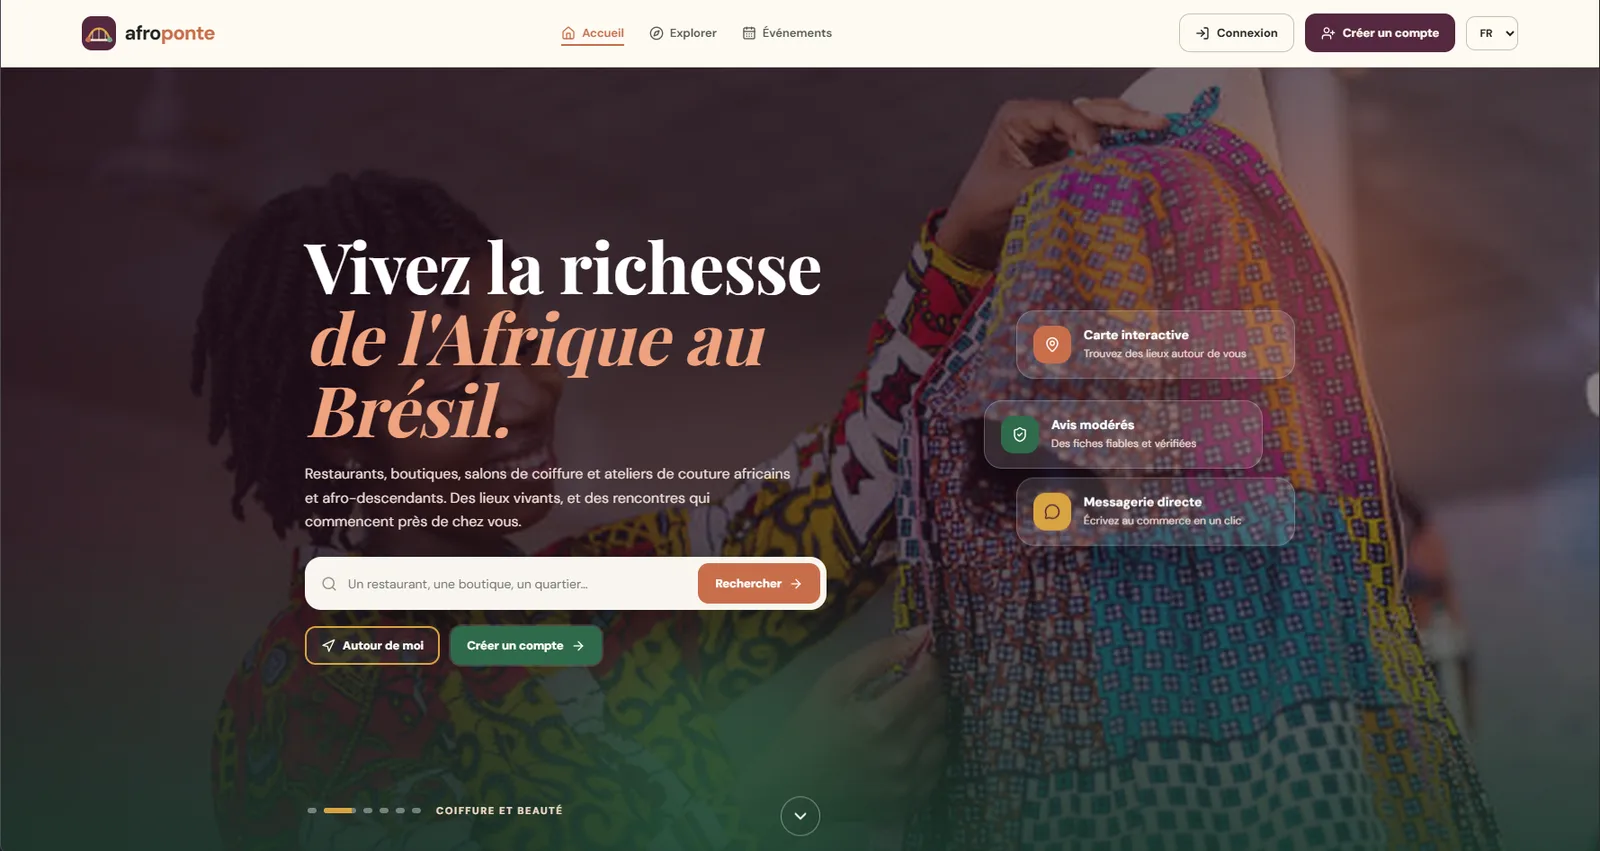 afroponte
Accueil
Explorer
Événements
Connexion
Créer un compte
FR
Vivez la richesse
de l'Afrique au
Brésil.
Restaurants, boutiques, salons de coiffure et ateliers de couture africains
et afro-descendants. Des lieux vivants, et des rencontres qui
commencent près de chez vous.
Un restaurant, une boutique, un quartier...
Rechercher
Autour de moi
Créer un compte
Carte interactive
Trouvez des lieux autour de vous
Avis modérés
Des fiches fiables et vérifiées
Messagerie directe
Écrivez au commerce en un clic
COIFFURE ET BEAUTÉ